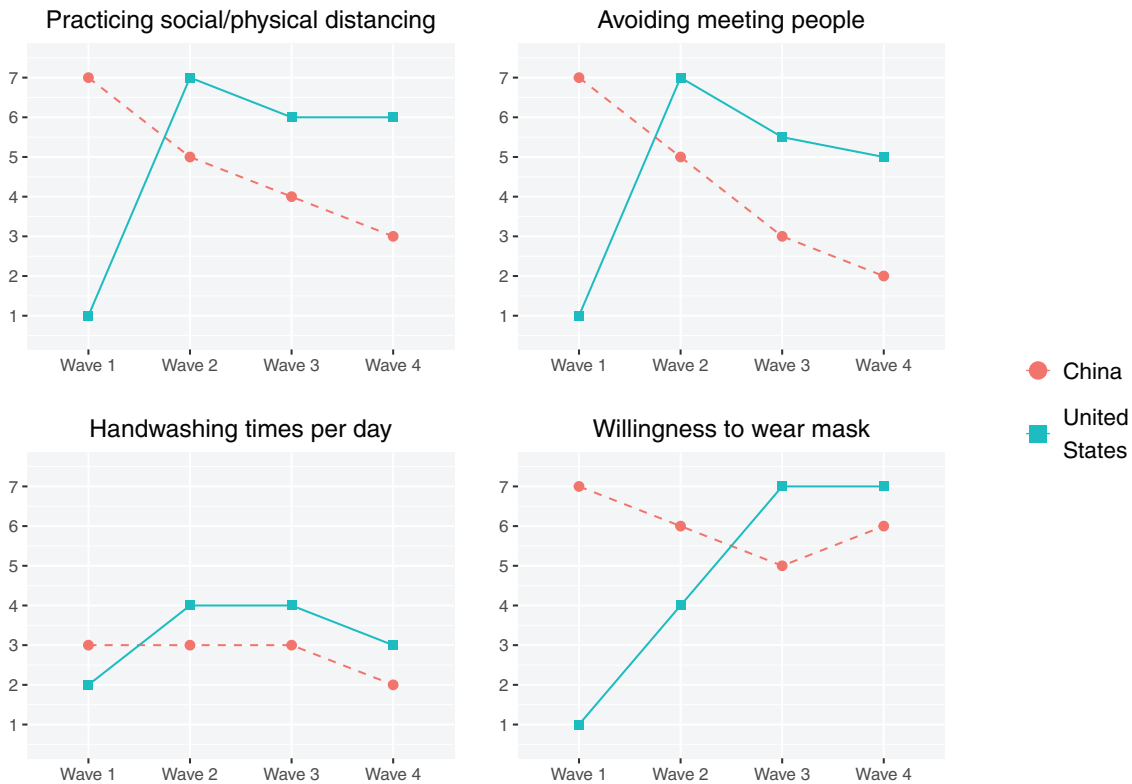 Practicing social/physical distancing
7
6
5
4
3
2
1
Wave 1 Wave 2 Wave 3 Wave 4
Avoiding meeting people
7
6
5
4
3
2
1
Wave 1 Wave 2 Wave 3 Wave 4
Handwashing times per day
7
6
5
4
3
2
1
Wave 1 Wave 2 Wave 3 Wave 4
Willingness to wear mask
7
6
5
4
3
2
1
Wave 1 Wave 2 Wave 3 Wave 4
China
United
States